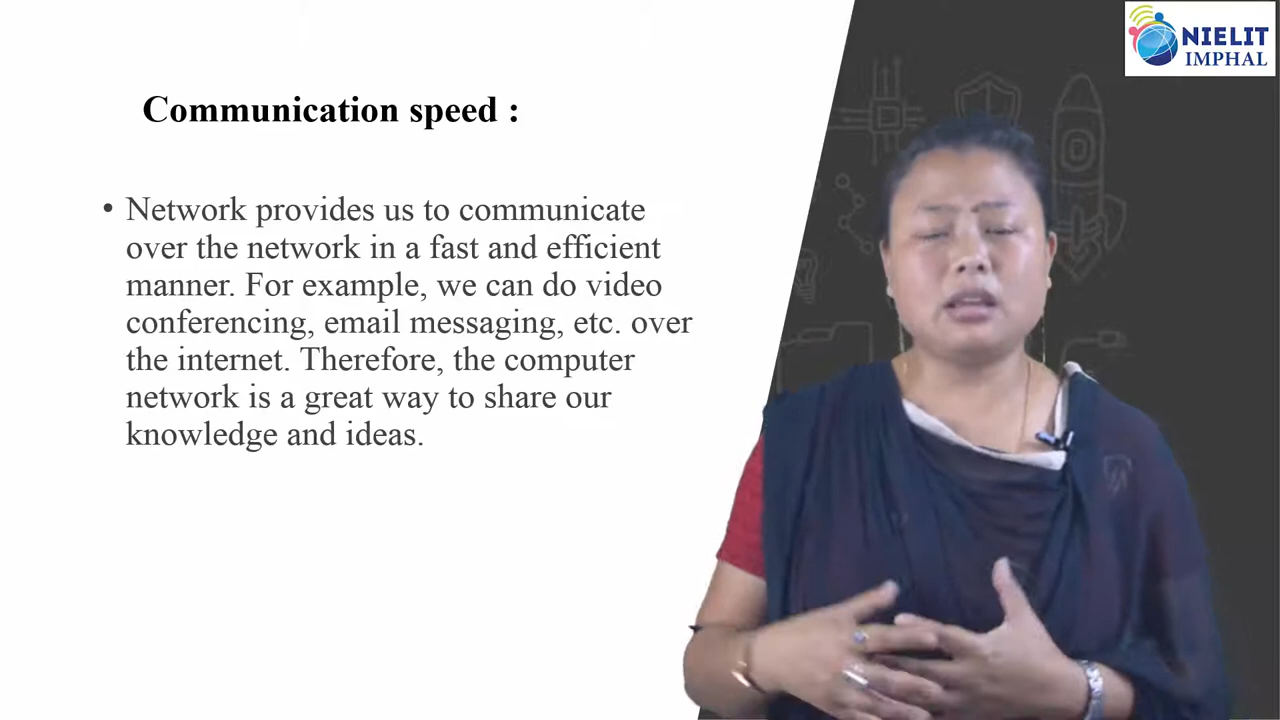 NIELIT
IMPHAL
Communication speed :
• Network provides us to communicate
over the network in a fast and efficient
manner. For example, we can do video
conferencing, email messaging, etc. over
the internet. Therefore, the computer
network is a great way to share our
knowledge and ideas.